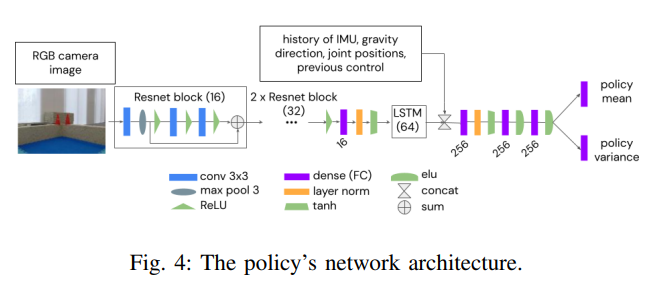 RGB camera
image
history of IMU, gravity
direction, joint positions,
previous control
Resnet block (16)
2 x Resnet block
(32)
...
LSTM
(64)
16
256
256
256
policy
mean
policy
variance
conv 3x3
max pool 3
ReLU
dense (FC)
layer norm
tanh
elu
concat
sum
Fig. 4: The policy's network architecture.